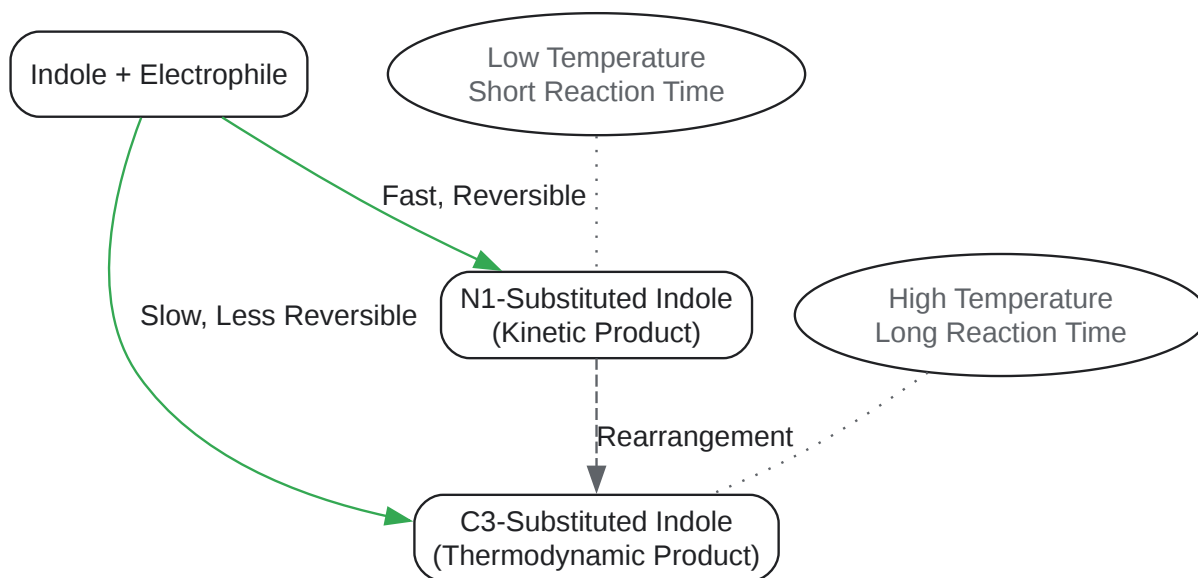 Indole + Electrophile
Low Temperature
Short Reaction Time
Fast, Reversible
N1-Substituted Indole
(Kinetic Product)
High Temperature
Long Reaction Time
Slow, Less Reversible
Rearrangement
C3-Substituted Indole
(Thermodynamic Product)